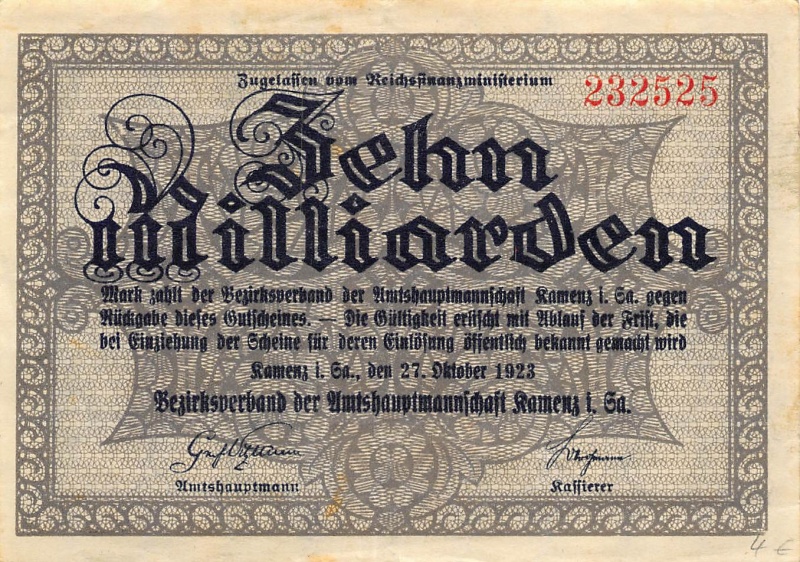 Zugelassen vom Reichsfinanzministerium
232525
Zehn
Milliarden
Mark zahlt der Bezirksverband der Amtshauptmannschaft Kamenz i. Sa. gegen
Rückgabe dieses Gutscheines. — Die Gültigkeit erlischt mit Ablauf der Frist, die
bei Einziehung der Scheine für deren Einlösung öffentlich bekannt gemacht wird
Kamenz i. Sa., den 27. Oktober 1923
Bezirksverband der Amtshauptmannschaft Kamenz i. Sa.
Amtshauptmann
Kassierer
4 €